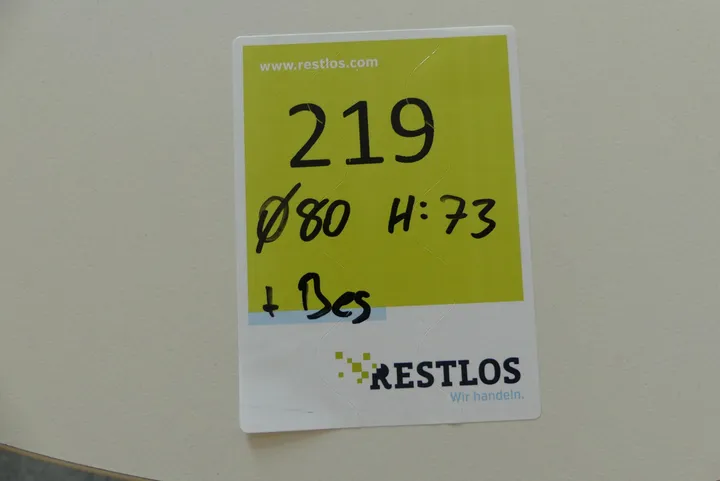 www.restlos.com
219
Ø80 H:73
+ Bes
RESTLOS
Wir handeln.